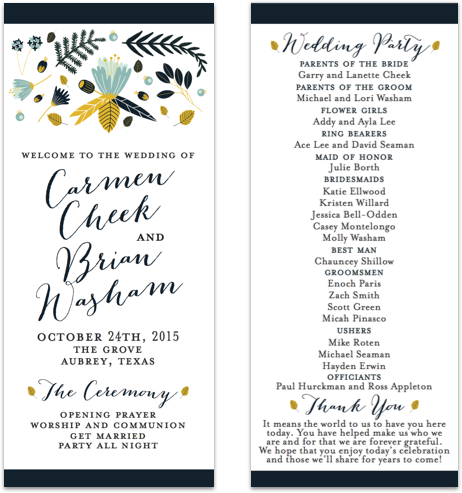 WELCOME TO THE WEDDING OF
Carmen
Cheek
AND
Brian
Washam
OCTOBER 24TH, 2015
THE GROVE
AUBREY, TEXAS
The Ceremony
OPENING PRAYER
WORSHIP AND COMMUNION
GET MARRIED
PARTY ALL NIGHT
Wedding Party
PARENTS OF THE BRIDE
Garry and Lanette Cheek
PARENTS OF THE GROOM
Michael and Lori Washam
FLOWER GIRLS
Addy and Ayla Lee
RING BEARERS
Ace Lee and David Seaman
MAID OF HONOR
Julie Borth
BRIDESMAIDS
Katie Ellwood
Kristen Willard
Jessica Bell-Odden
Casey Montelongo
Molly Washam
BEST MAN
Chauncey Shillow
GROOMSMEN
Enoch Paris
Zach Smith
Scott Green
Micah Pinasco
USHERS
Mike Roten
Michael Seaman
Hayden Erwin
OFFICIANTS
Paul Hurckman and Ross Appleton
Thank You
It means the world to us to have you here
today. You have helped make us who we
are and for that we are forever grateful.
We hope that you enjoy today's celebration
and those we'll share for years to come!